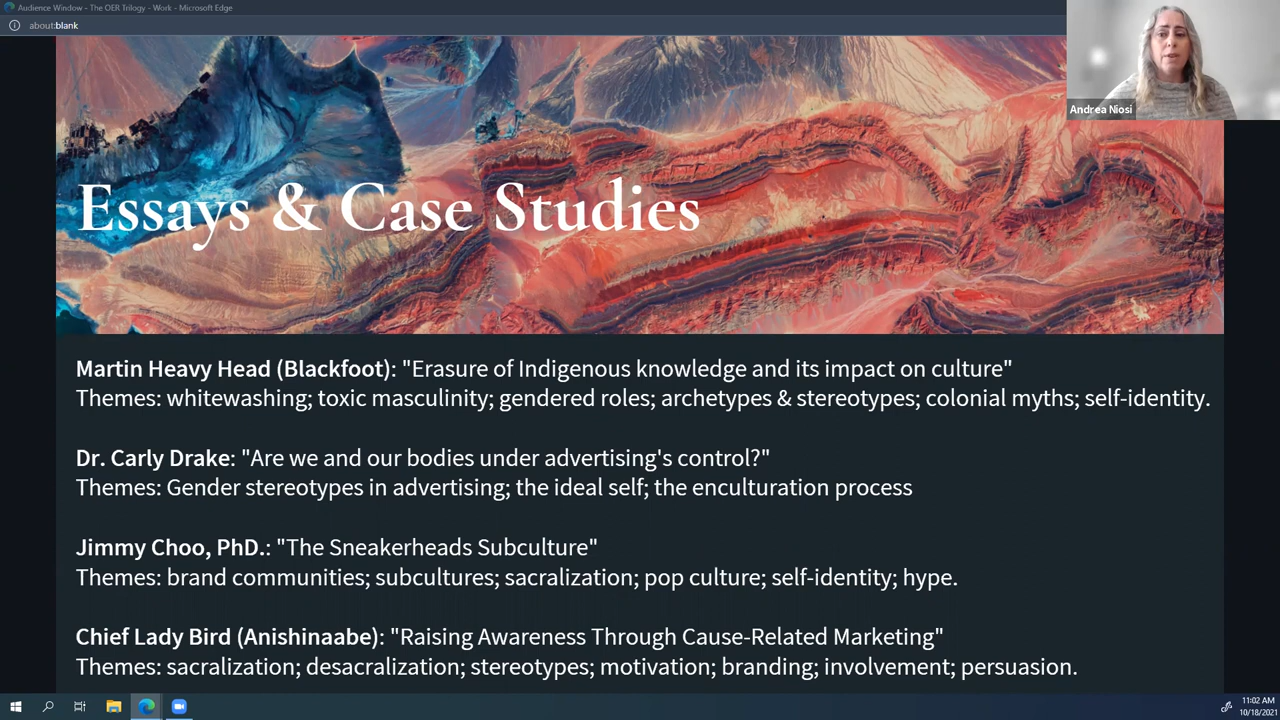 Audience Window - The OER Trilogy - Work - Microsoft Edge
about:blank
Andrea Niosi
Essays & Case Studies
Martin Heavy Head (Blackfoot): "Erasure of Indigenous knowledge and its impact on culture"
Themes: whitewashing; toxic masculinity; gendered roles; archetypes & stereotypes; colonial myths; self-identity.
Dr. Carly Drake: "Are we and our bodies under advertising's control?"
Themes: Gender stereotypes in advertising; the ideal self; the enculturation process
Jimmy Choo, PhD.: "The Sneakerheads Subculture"
Themes: brand communities; subcultures; sacralization; pop culture; self-identity; hype.
Chief Lady Bird (Anishinaabe): "Raising Awareness Through Cause-Related Marketing"
Themes: sacralization; desacralization; stereotypes; motivation; branding; involvement; persuasion.
11:02 AM
10/18/2021